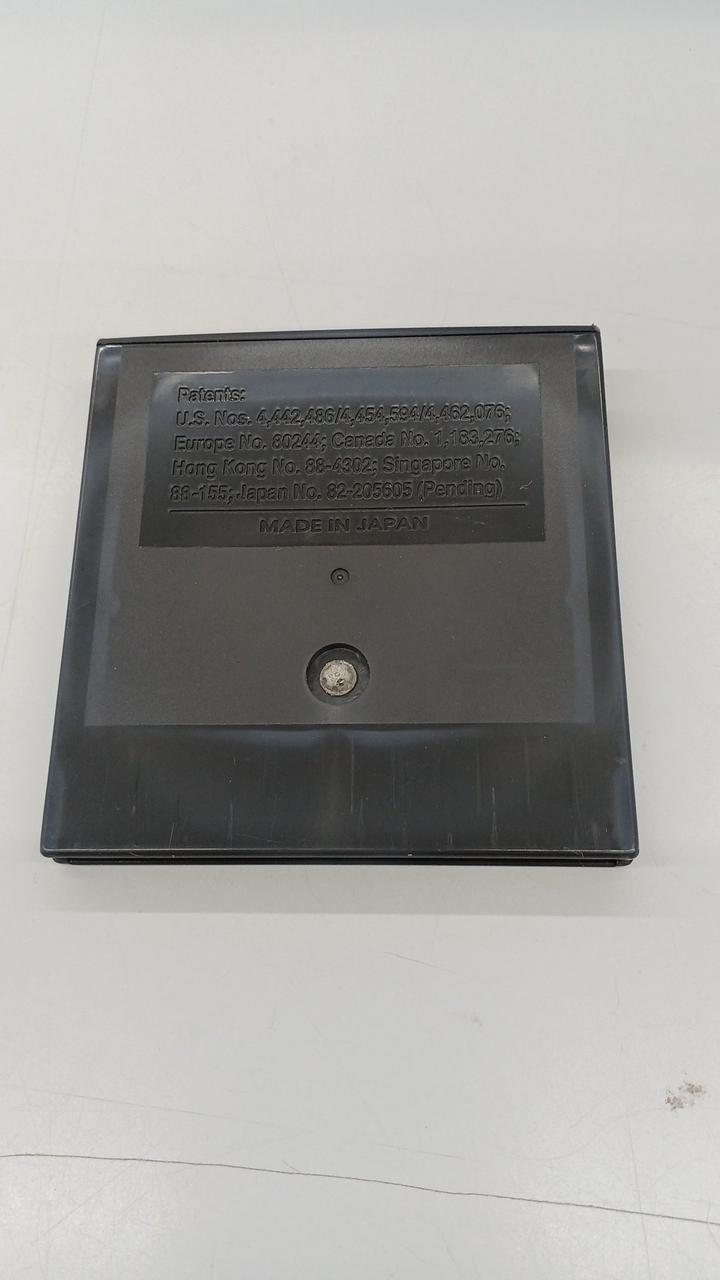 Patents:
U.S. Nos. 4,442,486/4,454,594/4,462,076;
Europe No. 80244; Canada No. 1,183,276;
Hong Kong No. 88-4302; Singapore No.
88-155; Japan No. 82-205605 (Pending)
MADE IN JAPAN